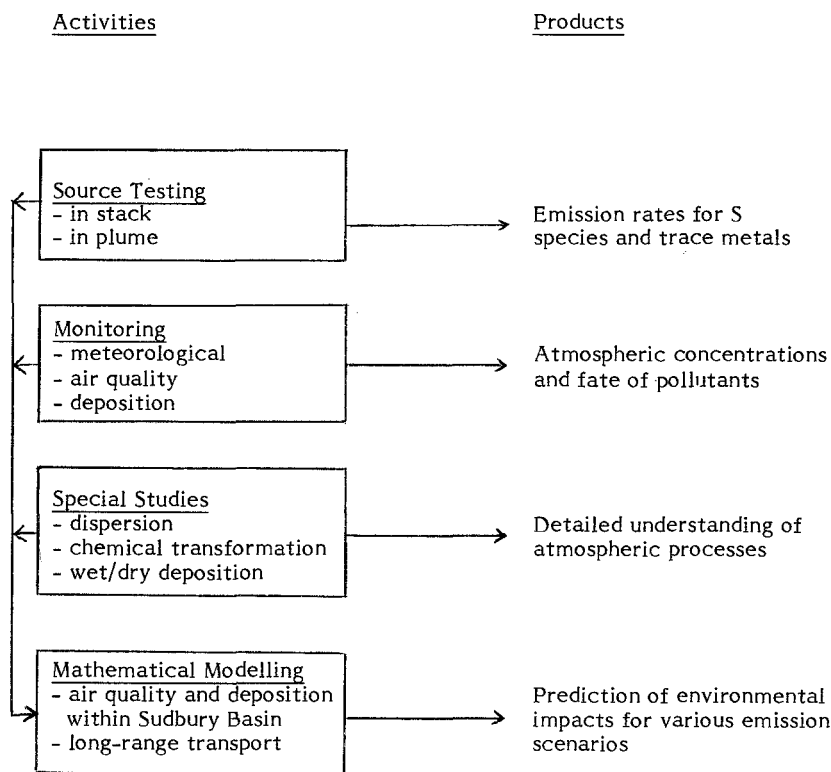 Activities
Products
Source Testing
- in stack
- in plume
Emission rates for S
species and trace metals
Monitoring
- meteorological
- air quality
- deposition
Atmospheric concentrations
and fate of pollutants
Special Studies
- dispersion
- chemical transformation
- wet/dry deposition
Detailed understanding of
atmospheric processes
Mathematical Modelling
- air quality and deposition
within Sudbury Basin
- long-range transport
Prediction of environmental
impacts for various emission
scenarios